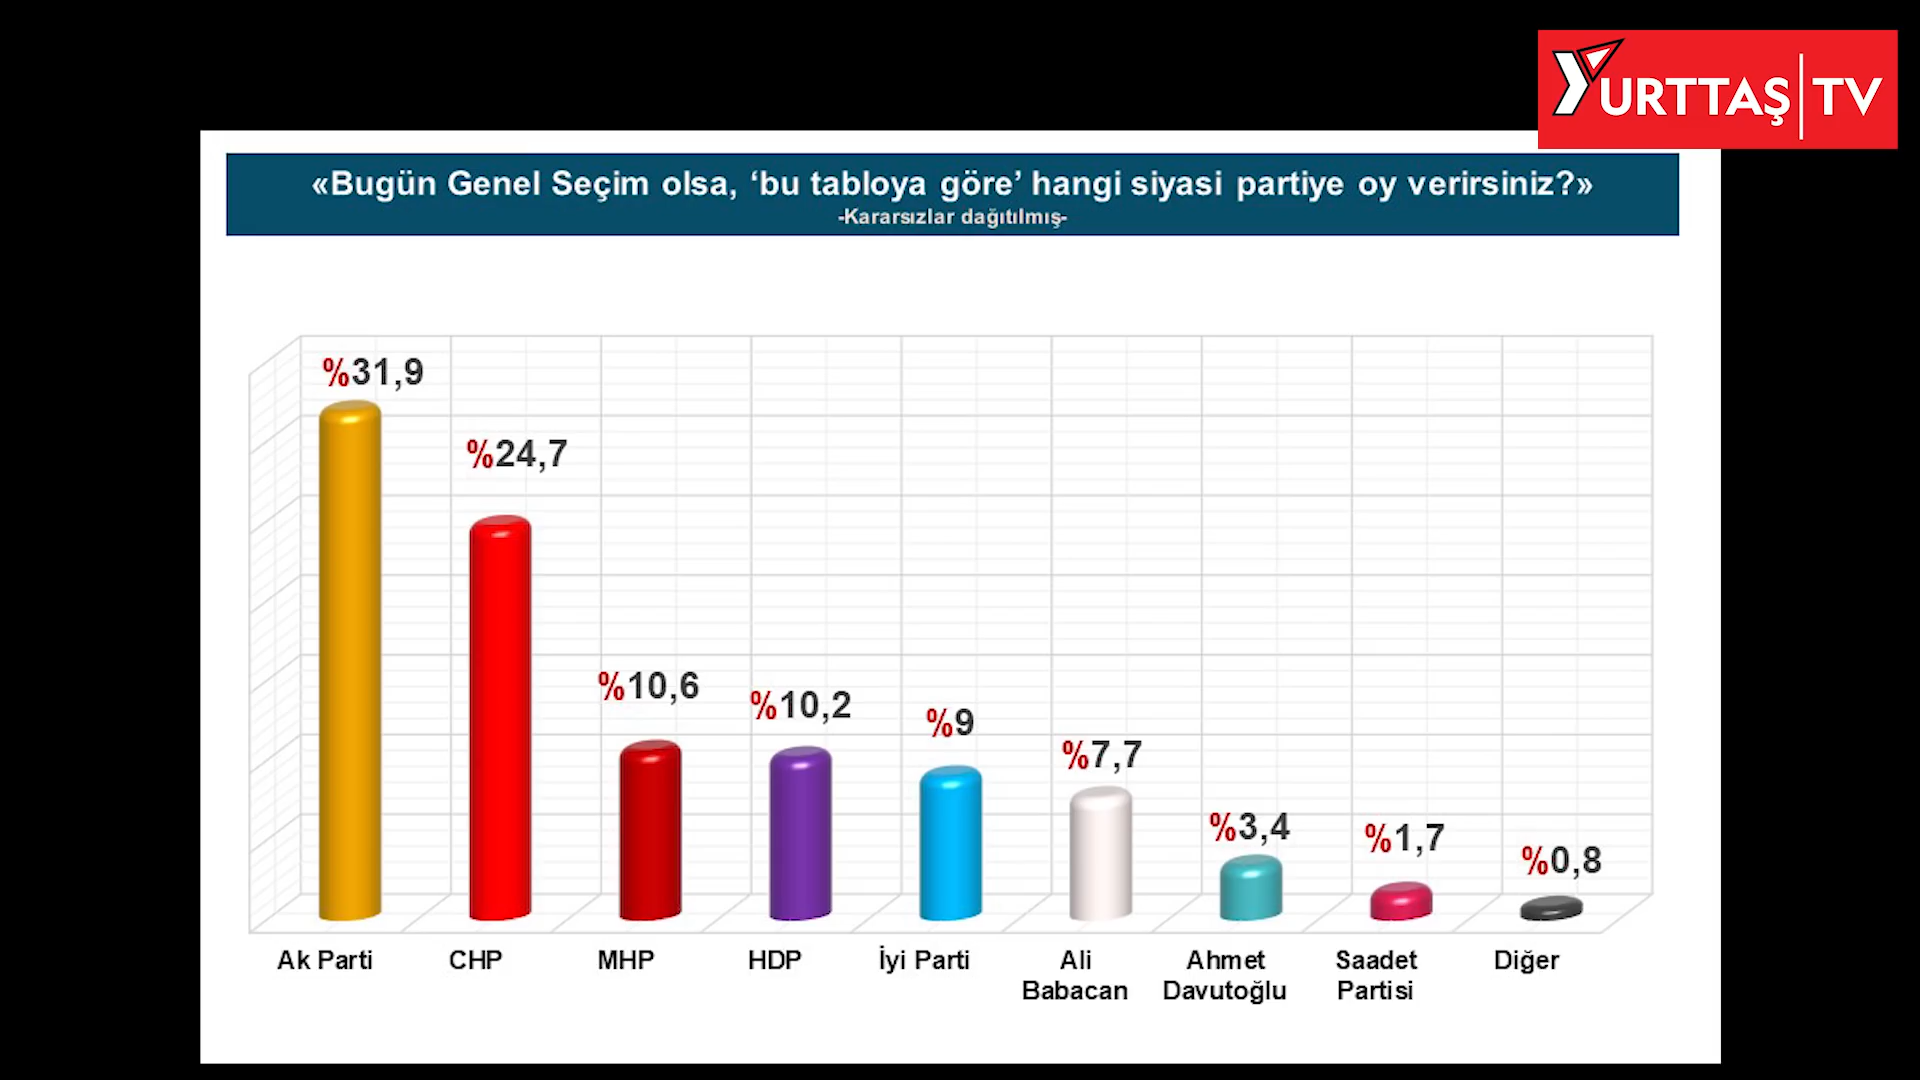 YURTTAŞ|TV
«Bugün Genel Seçim olsa, ‘bu tabloya göre’ hangi siyasi partiye oy verirsiniz?»
-Kararsızlar dağıtılmış-
%31,9
%24,7
%10,6
%10,2
%9
%7,7
%3,4
%1,7
%0,8
Ak Parti
CHP
MHP
HDP
İyi Parti
Ali
Babacan
Ahmet
Davutoğlu
Saadet
Partisi
Diğer